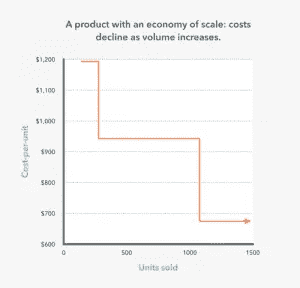 A product with an economy of scale: costs
decline as volume increases.
$1,200
$1,100
$1,000
$900
$800
$700
$600
Cost-per-unit
0
500
1000
1500
Units sold